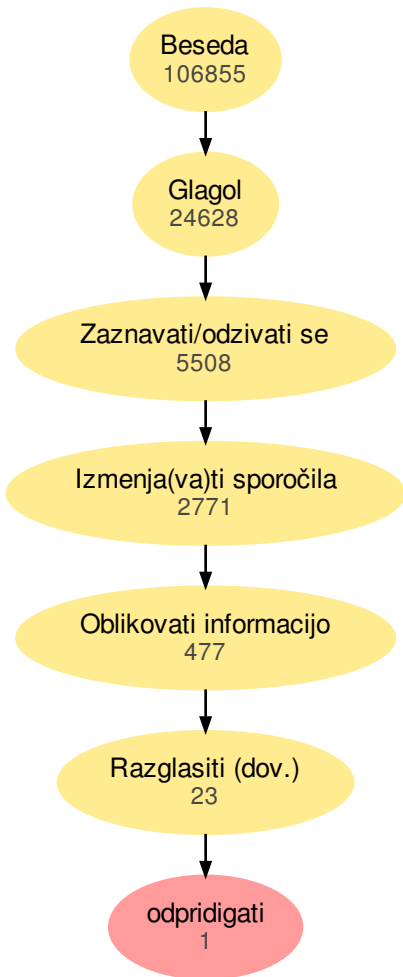 Beseda
106855
Glagol
24628
Zaznavati/odzivati se
5508
Izmenja(va)ti sporočila
2771
Oblikovati informacijo
477
Razglasiti (dov.)
23
odpridigati
1